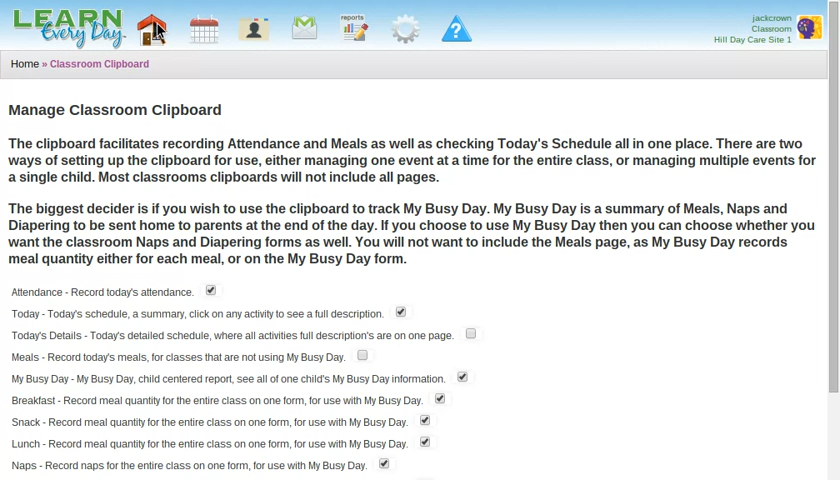 LEARN
Every Day
reports
jackcrown
Classroom
Hill Day Care Site 1
Home » Classroom Clipboard
Manage Classroom Clipboard
The clipboard facilitates recording Attendance and Meals as well as checking Today's Schedule all in one place. There are two
ways of setting up the clipboard for use, either managing one event at a time for the entire class, or managing multiple events for
a single child. Most classrooms clipboards will not include all pages.
The biggest decider is if you wish to use the clipboard to track My Busy Day. My Busy Day is a summary of Meals, Naps and
Diapering to be sent home to parents at the end of the day. If you choose to use My Busy Day then you can choose whether you
want the classroom Naps and Diapering forms as well. You will not want to include the Meals page, as My Busy Day records
meal quantity either for each meal, or on the My Busy Day form.
Attendance - Record today's attendance.
Today - Today's schedule, a summary, click on any activity to see a full description.
Today's Details - Today's detailed schedule, where all activities full description's are on one page.
Meals - Record today's meals, for classes that are not using My Busy Day.
My Busy Day - My Busy Day, child centered report, see all of one child's My Busy Day information.
Breakfast - Record meal quantity for the entire class on one form, for use with My Busy Day.
Snack - Record meal quantity for the entire class on one form, for use with My Busy Day.
Lunch - Record meal quantity for the entire class on one form, for use with My Busy Day.
Naps - Record naps for the entire class on one form, for use with My Busy Day.